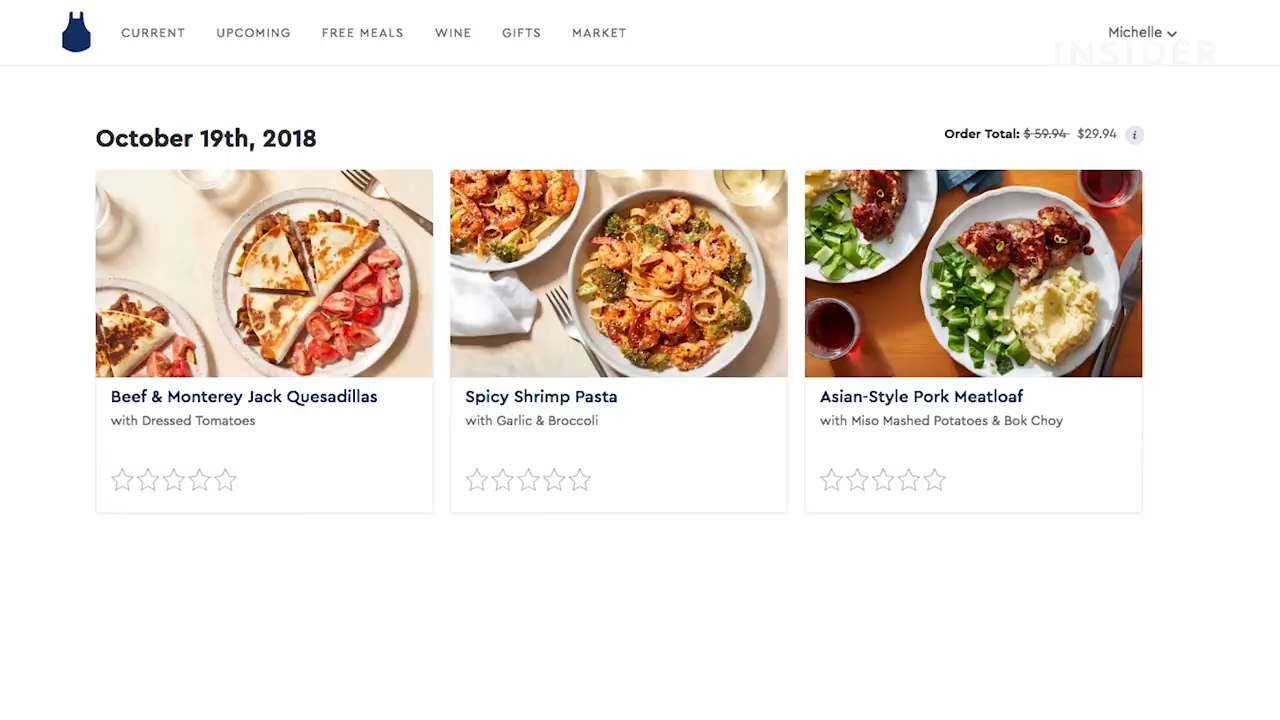 CURRENT UPCOMING FREE MEALS WINE GIFTS MARKET Michelle
INSIDER
October 19th, 2018
Order Total: $ 59.94 $29.94 i
Beef & Monterey Jack Quesadillas
with Dressed Tomatoes
Spicy Shrimp Pasta
with Garlic & Broccoli
Asian-Style Pork Meatloaf
with Miso Mashed Potatoes & Bok Choy